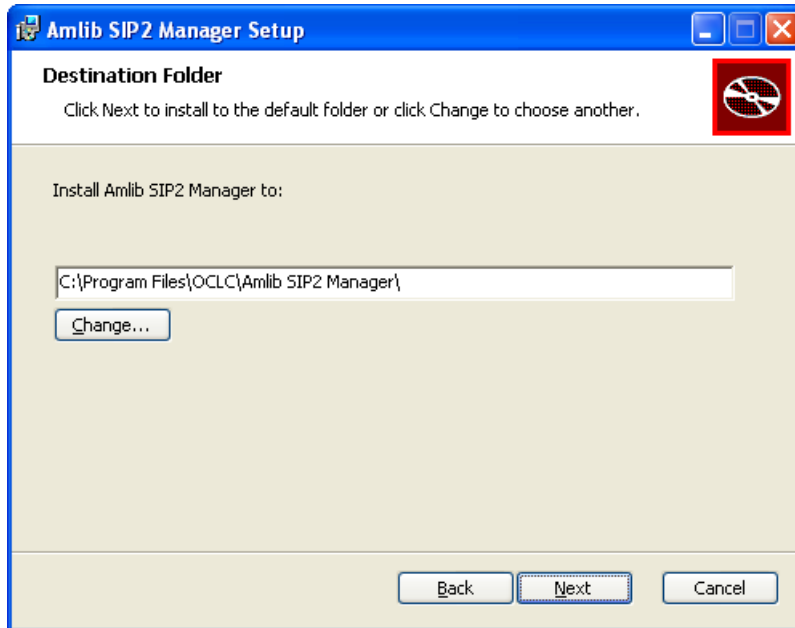 Amlib SIP2 Manager Setup
Destination Folder
Click Next to install to the default folder or click Change to choose another.
Install Amlib SIP2 Manager to:
C:\Program Files\OCLC\Amlib SIP2 Manager\
Change...
Back Next Cancel